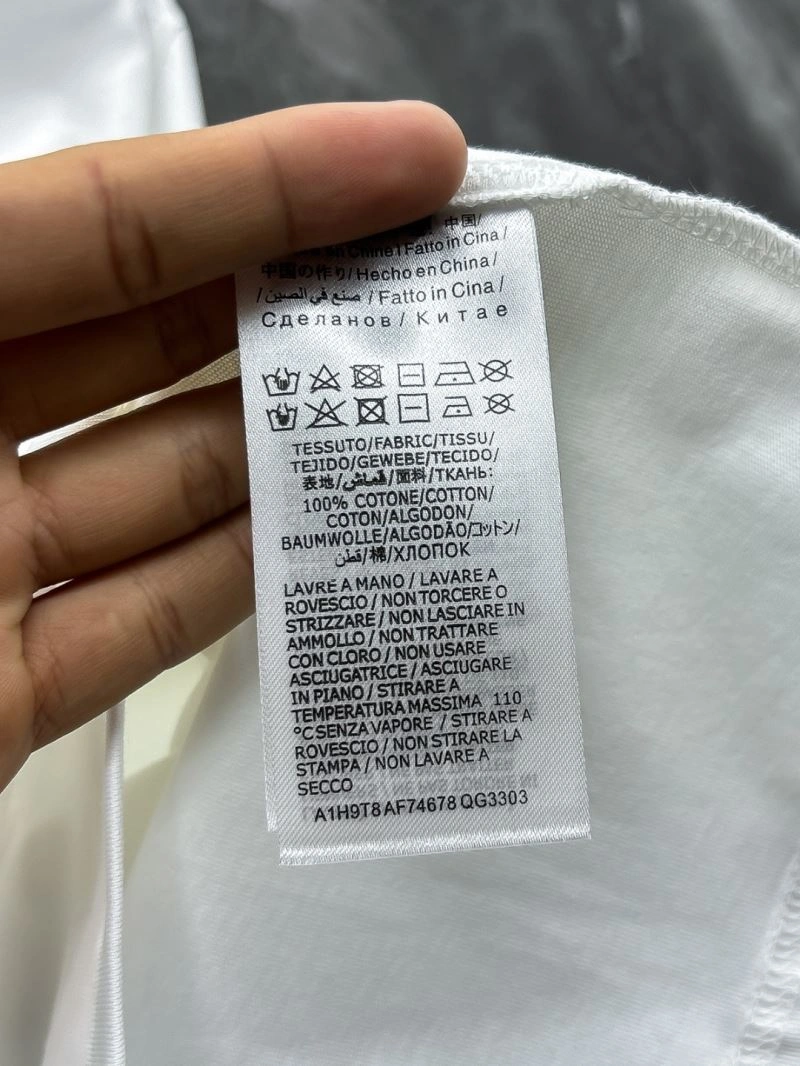 中国/
en Chine / Fatto in Cina /
中国の作り / Hecho en China /
/ صنع في الصين / Fatto in Cina /
Сделанов / Китае
TESSUTO/FABRIC/TISSU/
TEJIDO/GEWEBE/TECIDO/
表地/قماش/面料/ТКАНЬ:
100% COTONE/COTTON/
COTON/ALGODON/
BAUMWOLLE/ALGODÃO/コットン/
قطن/棉/ХЛОПОК
LAVRE A MANO / LAVARE A
ROVESCIO / NON TORCERE O
STRIZZARE / NON LASCIARE IN
AMMOLLO / NON TRATTARE
CON CLORO / NON USARE
ASCIUGATRICE / ASCIUGARE
IN PIANO / STIRARE A
TEMPERATURA MASSIMA 110
°C SENZA VAPORE / STIRARE A
ROVESCIO / NON STIRARE LA
STAMPA / NON LAVARE A
SECCO
A1H9T8 AF74678 QG3303